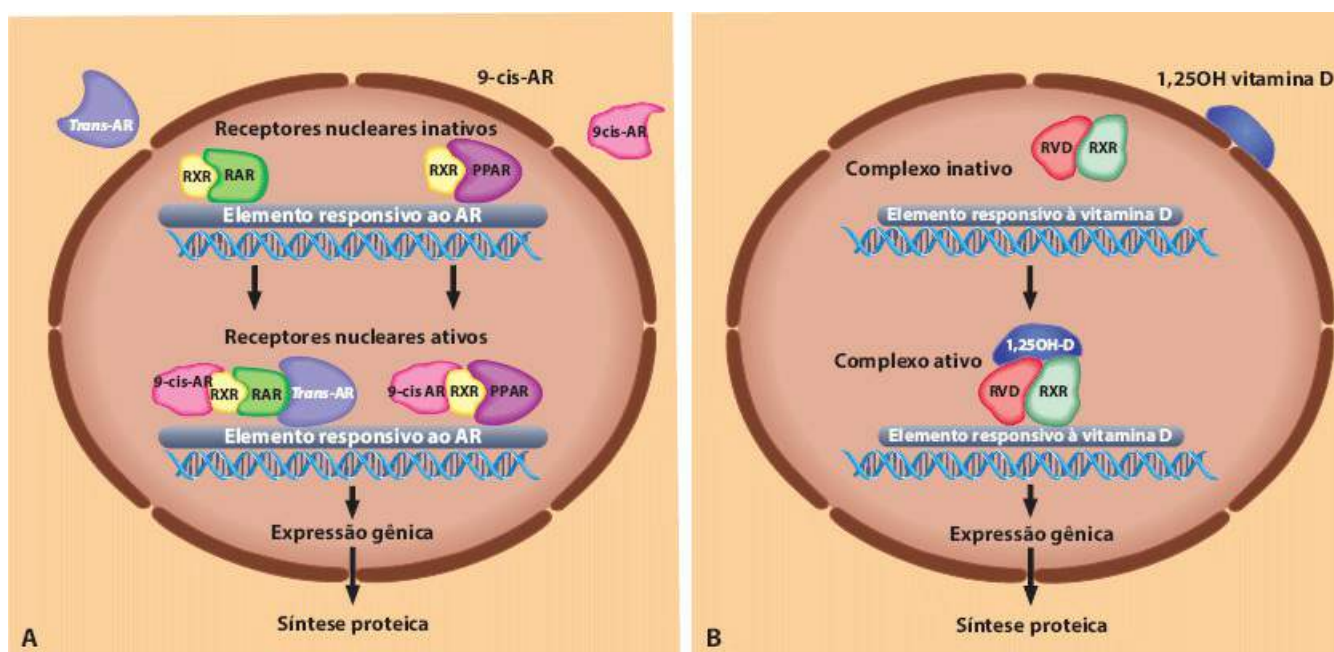 9-cis-AR
Trans-AR
9cis-AR
Receptores nucleares inativos
RXR
RAR
RXR
PPAR
Elemento responsivo ao AR
Receptores nucleares ativos
9-cis-AR
RXR
RAR
Trans-AR
9-cis AR
RXR
PPAR
Elemento responsivo ao AR
Expressão gênica
Síntese proteica
A
1,25OH vitamina D
RVD
RXR
Complexo inativo
Elemento responsivo à vitamina D
1,25OH-D
Complexo ativo
RVD
RXR
Elemento responsivo à vitamina D
Expressão gênica
Síntese proteica
B